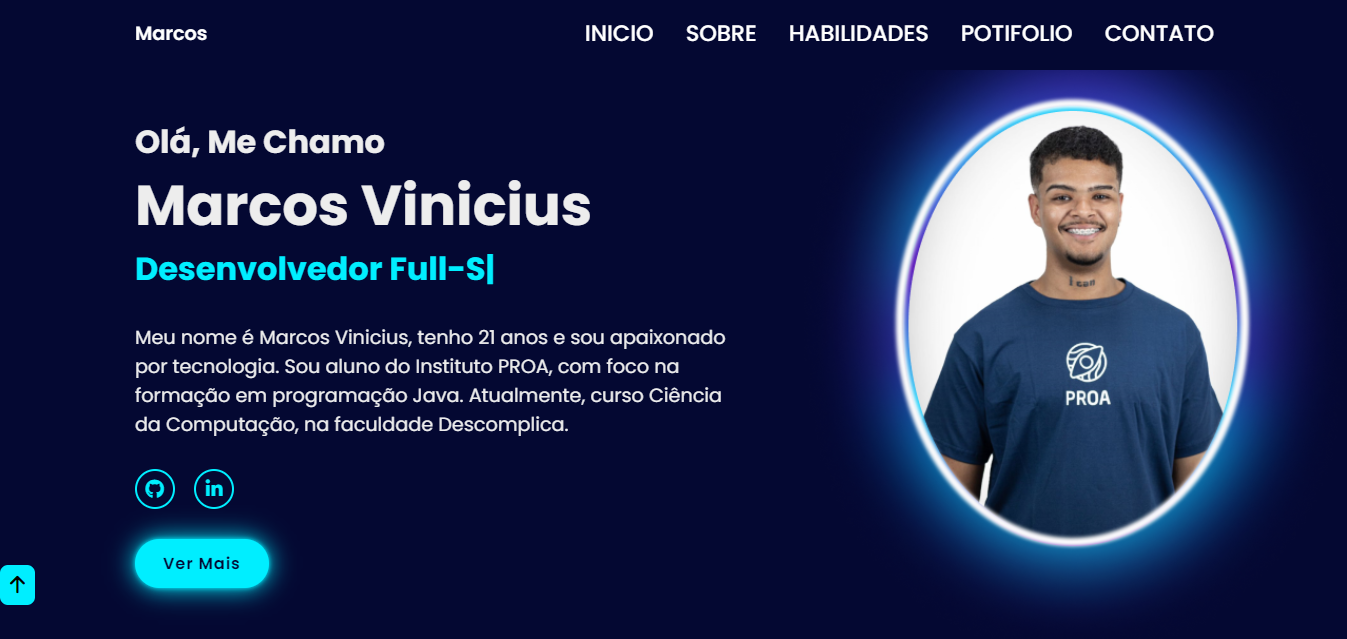 Marcos
INICIO SOBRE HABILIDADES POTIFOLIO CONTATO
Olá, Me Chamo
Marcos Vinicius
Desenvolvedor Full-S|
Meu nome é Marcos Vinicius, tenho 21 anos e sou apaixonado
por tecnologia. Sou aluno do Instituto PROA, com foco na
formação em programação Java. Atualmente, curso Ciência
da Computação, na faculdade Descomplica.
in
Ver Mais
I can
PROA